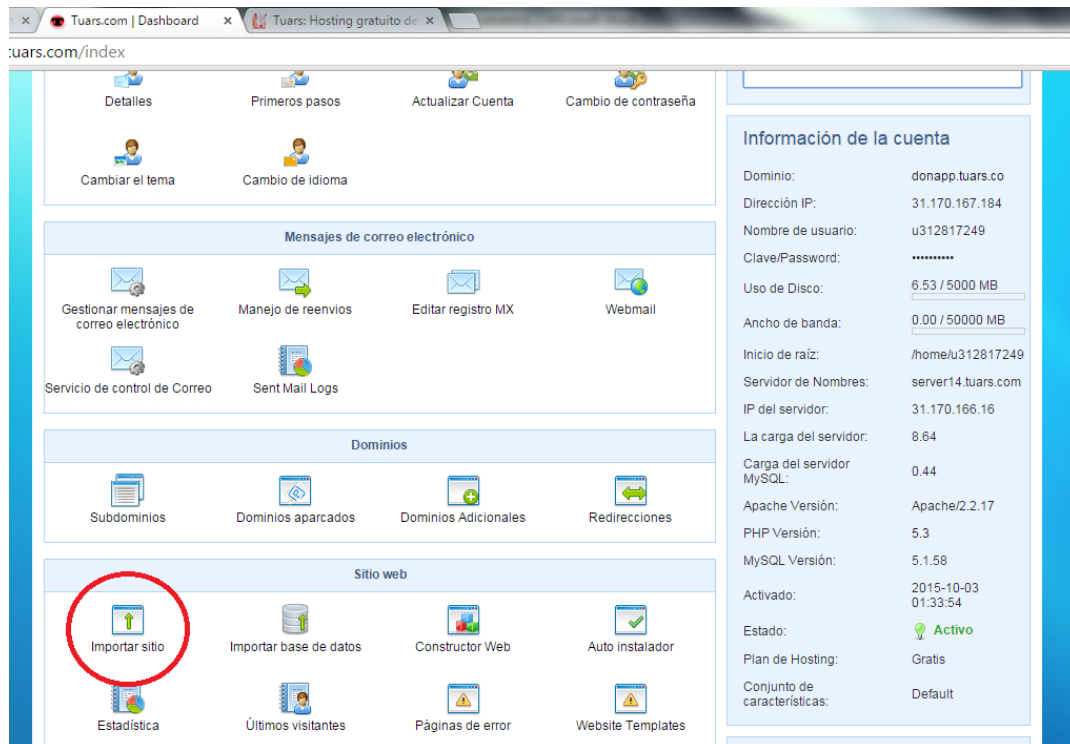 Tuars.com | Dashboard
Tuars: Hosting gratuito de
tuars.com/index
Detalles
Primeros pasos
Actualizar Cuenta
Cambio de contraseña
Cambiar el tema
Cambio de idioma
Mensajes de correo electrónico
Gestionar mensajes de
correo electrónico
Manejo de reenvios
Editar registro MX
Webmail
Servicio de control de Correo
Sent Mail Logs
Dominios
Subdominios
Dominios aparcados
Dominios Adicionales
Redirecciones
Sitio web
Importar sitio
Importar base de datos
Constructor Web
Auto instalador
Estadística
Últimos visitantes
Páginas de error
Website Templates
Información de la cuenta
Dominio: donapp.tuars.co
Dirección IP: 31.170.167.184
Nombre de usuario: u312817249
Clave/Password: ••••••••••
Uso de Disco: 6.53 / 5000 MB
Ancho de banda: 0.00 / 50000 MB
Inicio de raíz: /home/u312817249
Servidor de Nombres: server14.tuars.com
IP del servidor: 31.170.166.16
La carga del servidor: 8.64
Carga del servidor
MySQL: 0.44
Apache Versión: Apache/2.2.17
PHP Versión: 5.3
MySQL Versión: 5.1.58
Activado: 2015-10-03
01:33:54
Estado: Activo
Plan de Hosting: Gratis
Conjunto de
características: Default